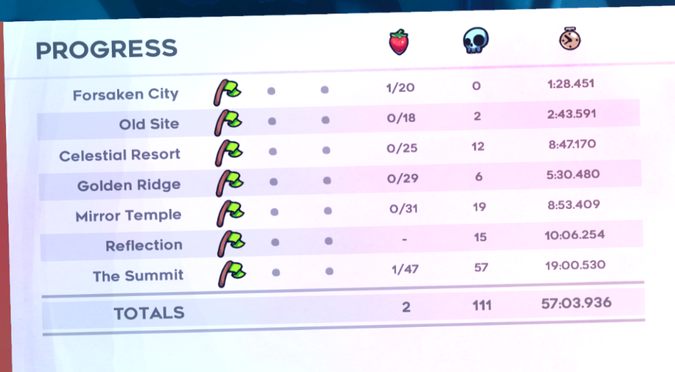 PROGRESS
Forsaken City 1/20 0 1:28.451
Old Site 0/18 2 2:43.591
Celestial Resort 0/25 12 8:47.170
Golden Ridge 0/29 6 5:30.480
Mirror Temple 0/31 19 8:53.409
Reflection - 15 10:06.254
The Summit 1/47 57 19:00.530
TOTALS 2 111 57:03.936